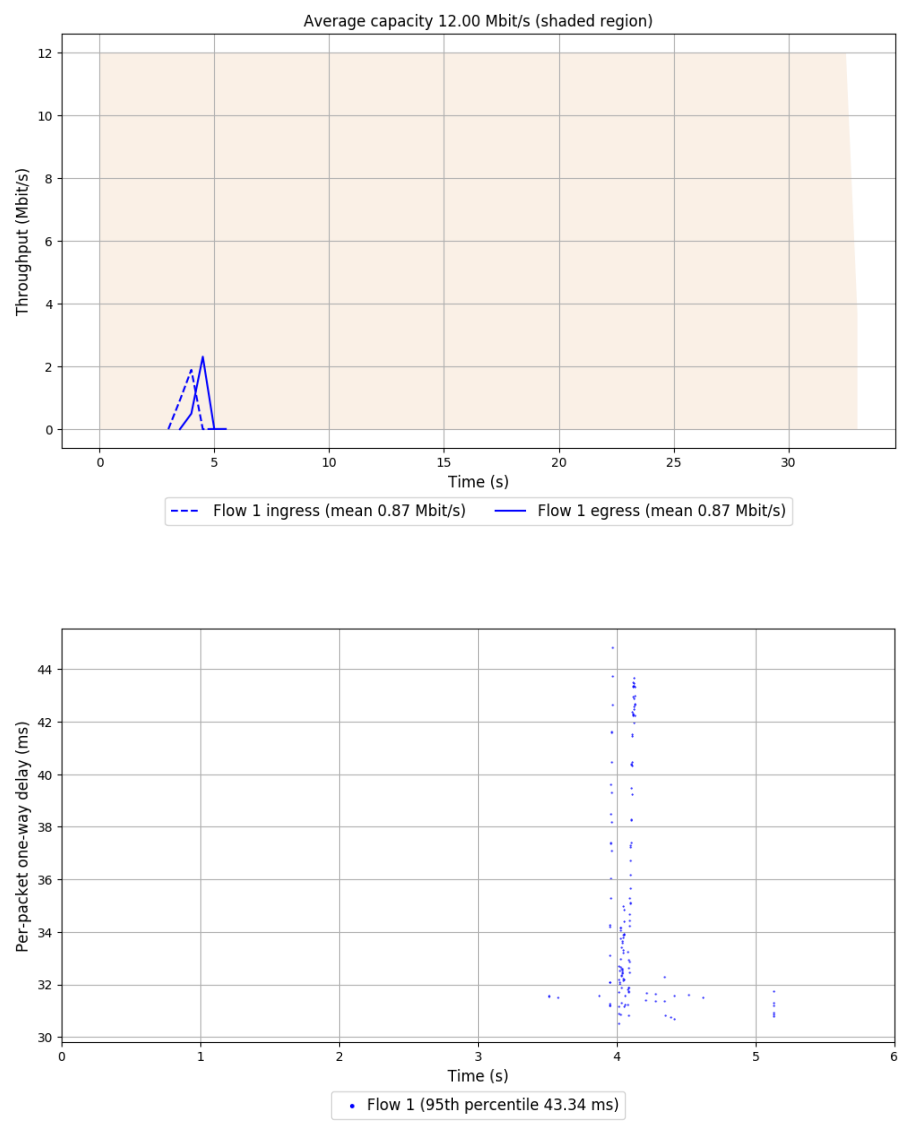 Average capacity 12.00 Mbit/s (shaded region)
Throughput (Mbit/s)
12
10
8
6
4
2
0
0 5 10 15 20 25 30
Time (s)
Flow 1 ingress (mean 0.87 Mbit/s) Flow 1 egress (mean 0.87 Mbit/s)
Per-packet one-way delay (ms)
44
42
40
38
36
34
32
30
0 1 2 3 4 5 6
Time (s)
Flow 1 (95th percentile 43.34 ms)